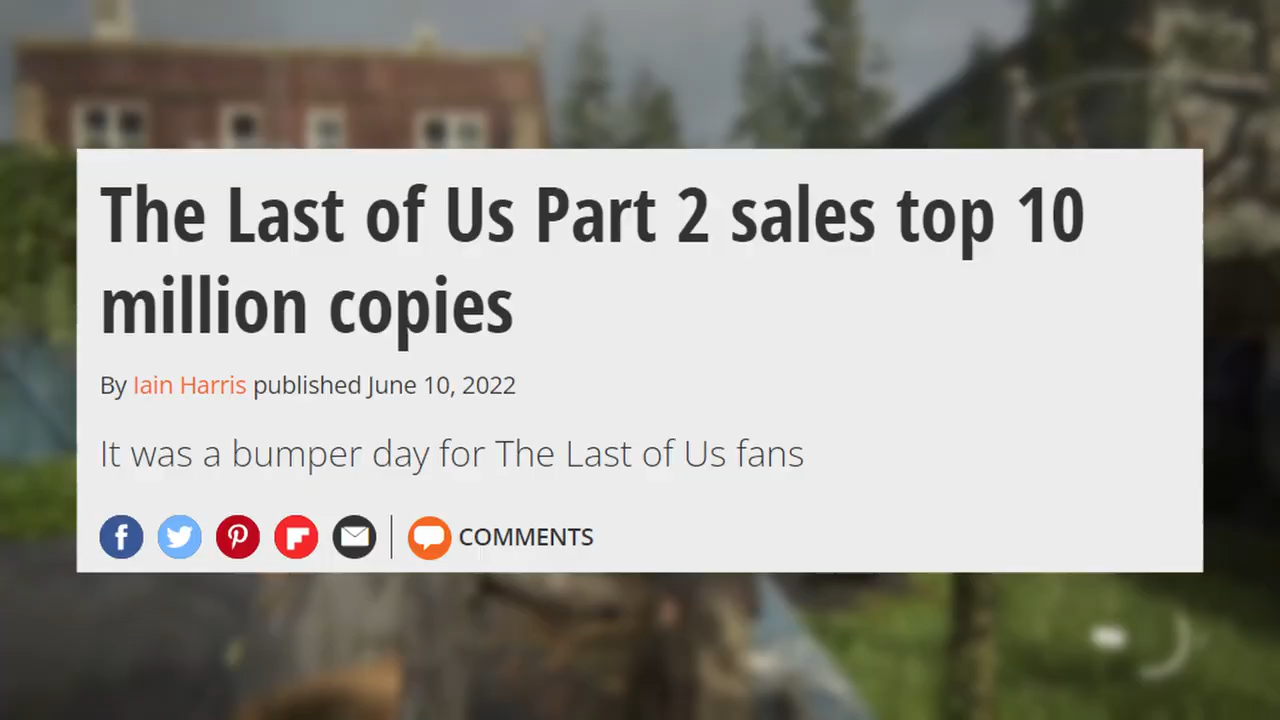 The Last of Us Part 2 sales top 10
million copies
By Iain Harris published June 10, 2022
It was a bumper day for The Last of Us fans
COMMENTS